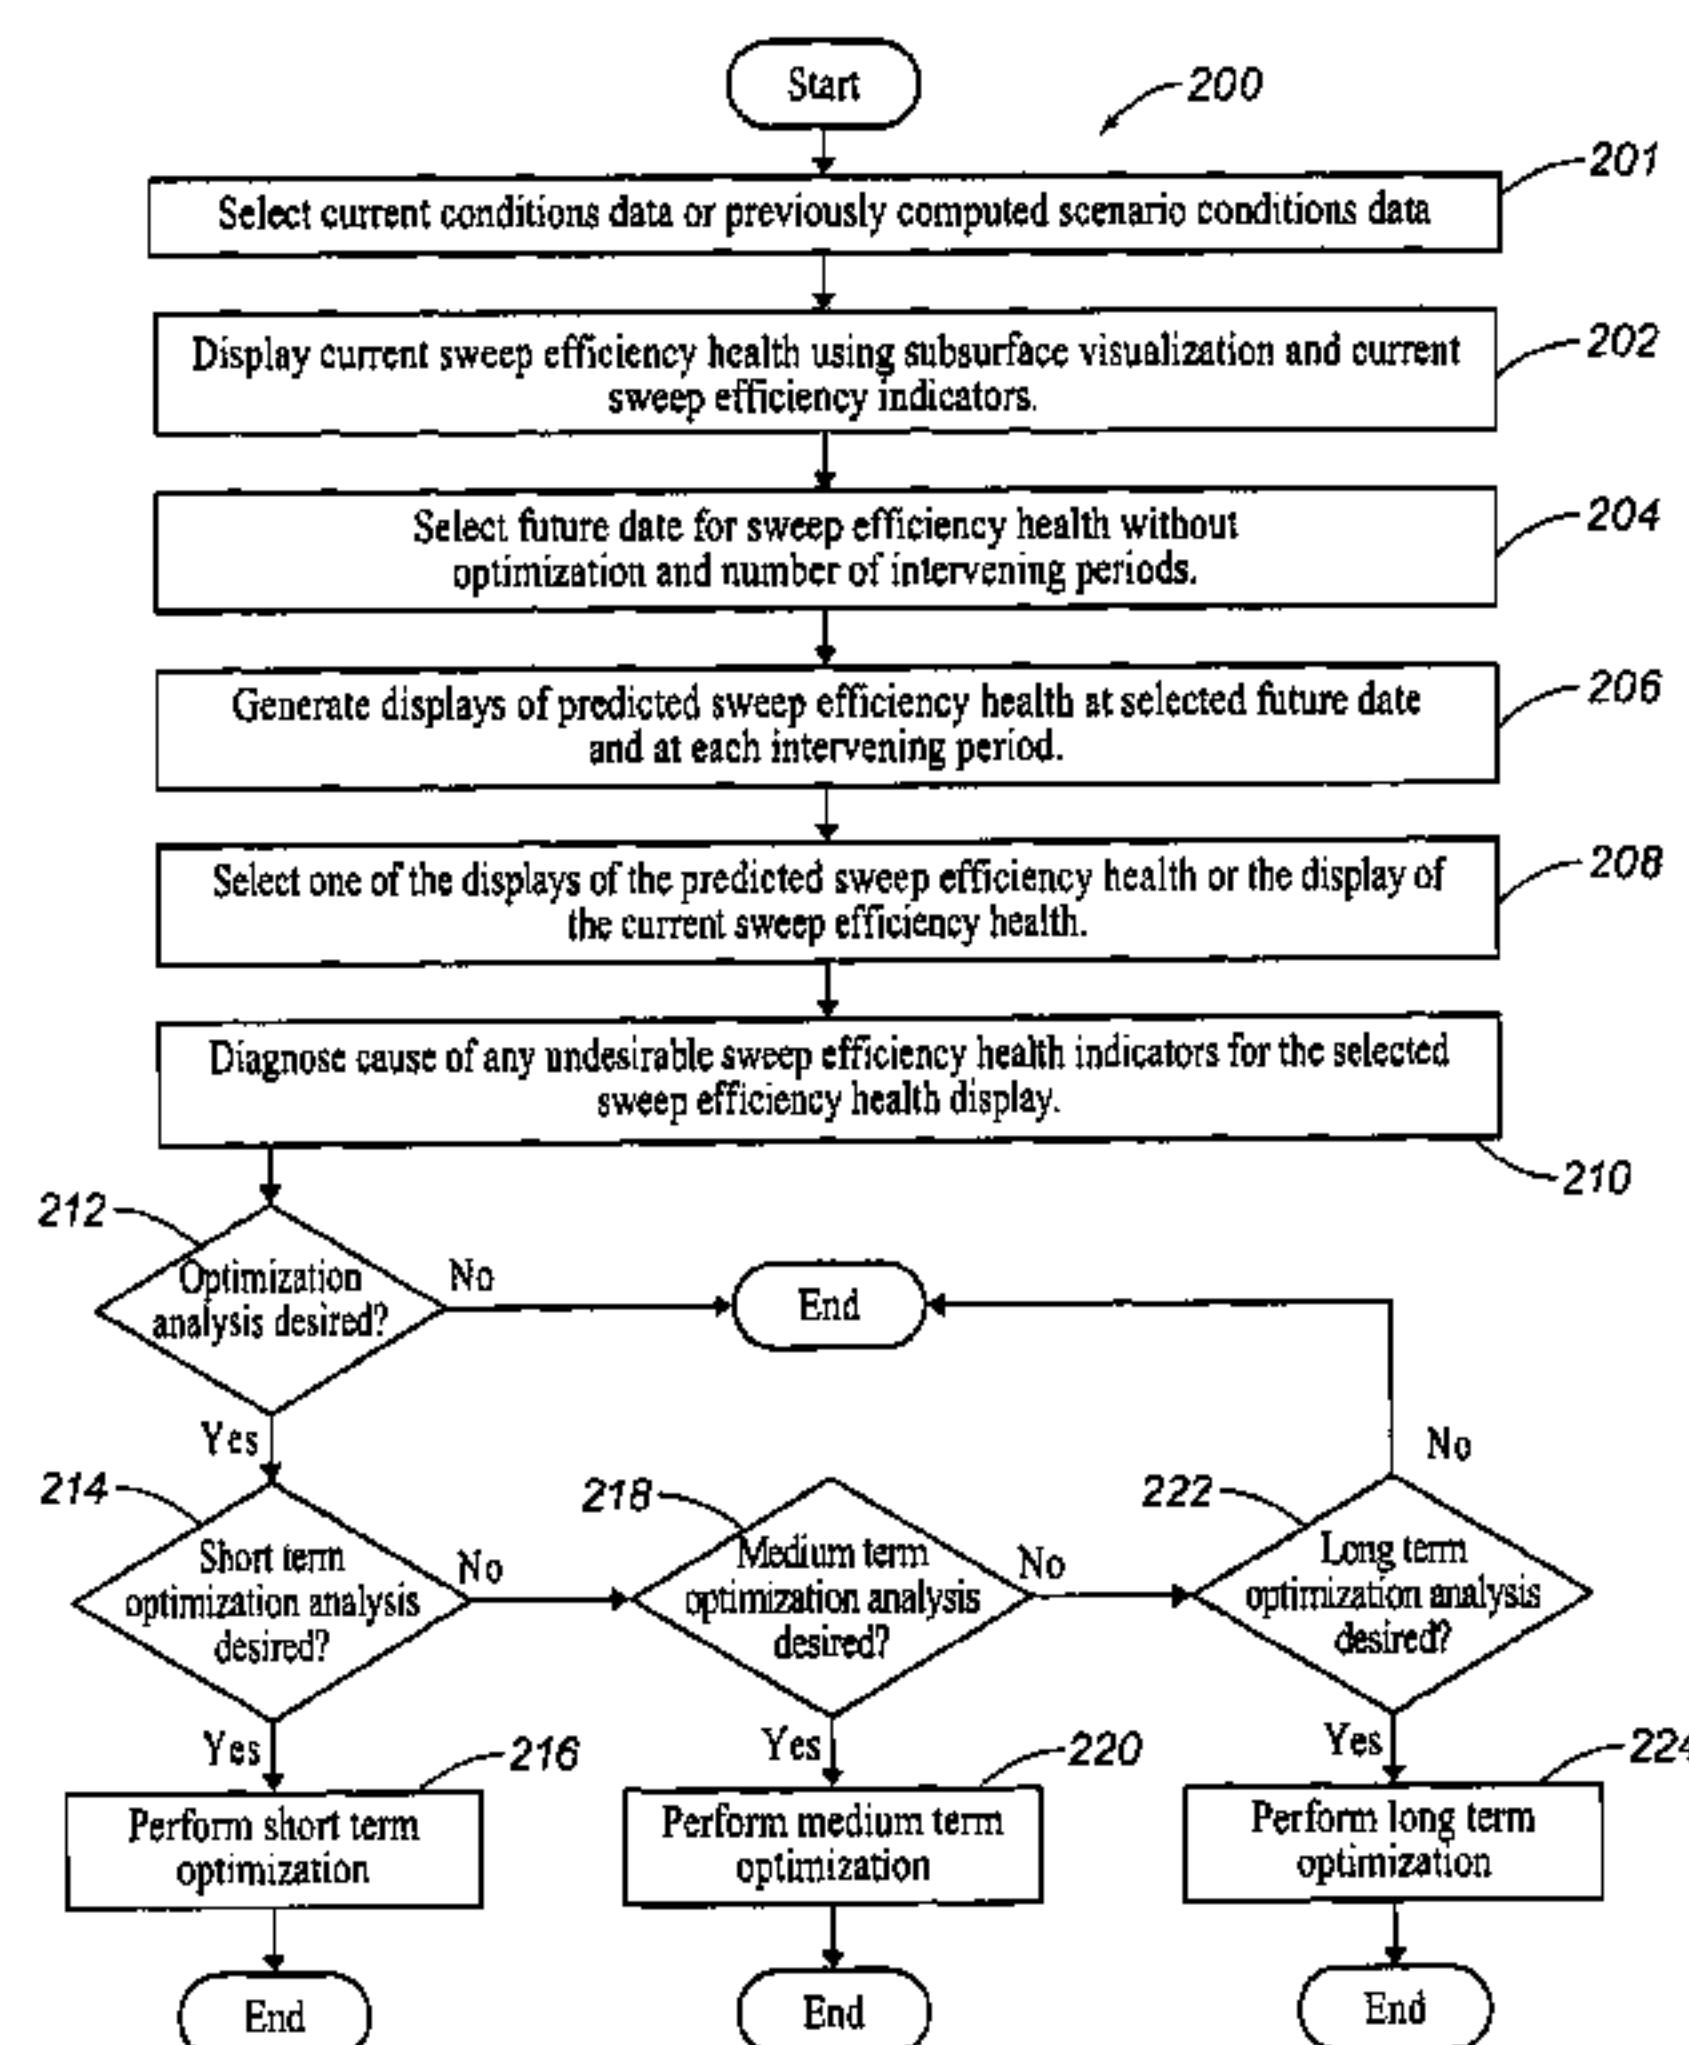 Start
200
201
Select current conditions data or previously computed scenario conditions data
202
Display current sweep efficiency health using subsurface visualization and current
sweep efficiency indicators.
204
Select future date for sweep efficiency health without
optimization and number of intervening periods.
206
Generate displays of predicted sweep efficiency health at selected future date
and at each intervening period.
208
Select one of the displays of the predicted sweep efficiency health or the display of
the current sweep efficiency health.
Diagnose cause of any undesirable sweep efficiency health indicators for the selected
sweep efficiency health display.
210
212
Optimization
analysis desired?
No
End
Yes
No
214
Short term
optimization analysis
desired?
No
218
Medium term
optimization analysis
desired?
No
222
Long term
optimization analysis
desired?
Yes
216
Yes
220
Yes
224
Perform short term
optimization
Perform medium term
optimization
Perform long term
optimization
End
End
End